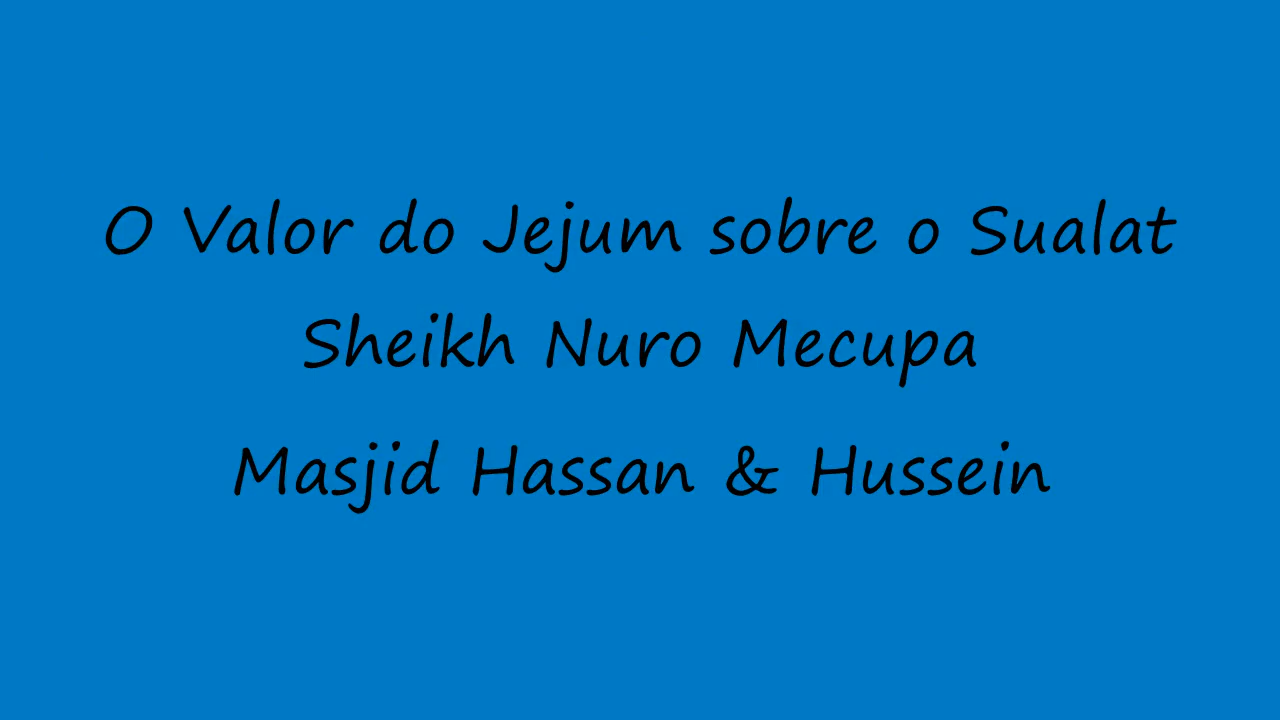 O Valor do Jejum sobre o Sualat
Sheikh Nuro Mecupa
Masjid Hassan & Hussein